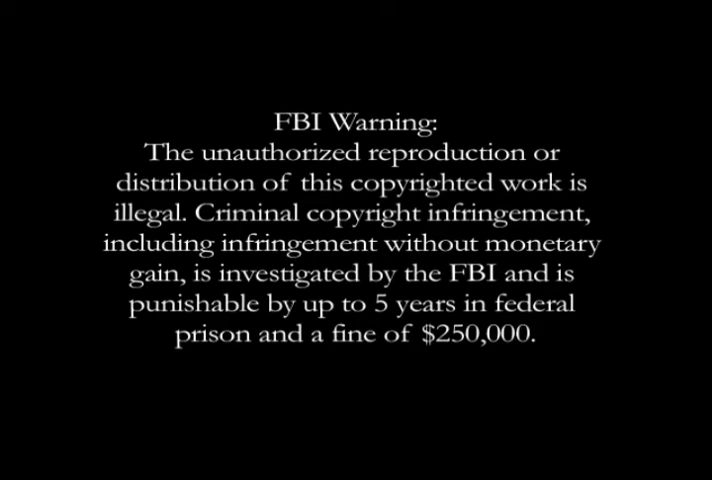 FBI Warning:
The unauthorized reproduction or
distribution of this copyrighted work is
illegal. Criminal copyright infringement,
including infringement without monetary
gain, is investigated by the FBI and is
punishable by up to 5 years in federal
prison and a fine of $250,000.